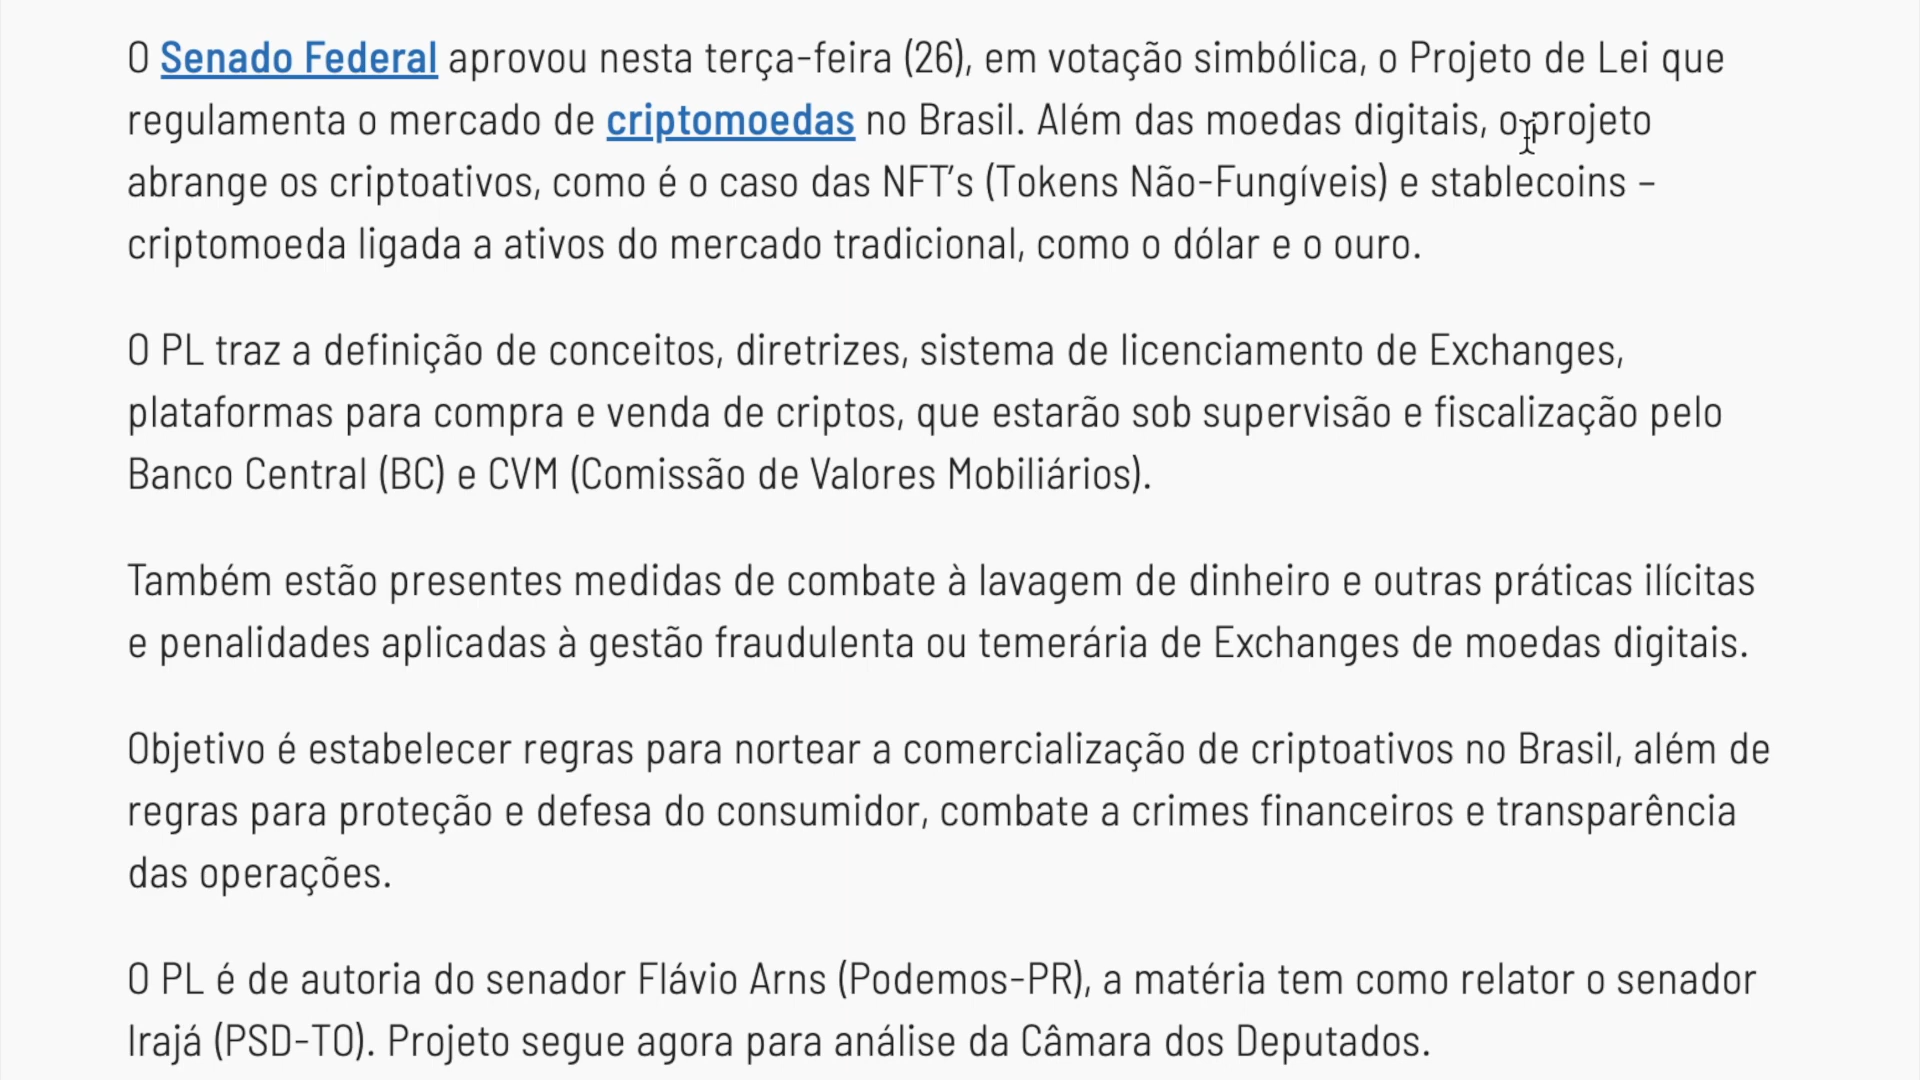 O Senado Federal aprovou nesta terça-feira (26), em votação simbólica, o Projeto de Lei que
regulamenta o mercado de criptomoedas no Brasil. Além das moedas digitais, o projeto
abrange os criptoativos, como é o caso das NFT’s (Tokens Não-Fungíveis) e stablecoins –
criptomoeda ligada a ativos do mercado tradicional, como o dólar e o ouro.
O PL traz a definição de conceitos, diretrizes, sistema de licenciamento de Exchanges,
plataformas para compra e venda de criptos, que estarão sob supervisão e fiscalização pelo
Banco Central (BC) e CVM (Comissão de Valores Mobiliários).
Também estão presentes medidas de combate à lavagem de dinheiro e outras práticas ilícitas
e penalidades aplicadas à gestão fraudulenta ou temerária de Exchanges de moedas digitais.
Objetivo é estabelecer regras para nortear a comercialização de criptoativos no Brasil, além de
regras para proteção e defesa do consumidor, combate a crimes financeiros e transparência
das operações.
O PL é de autoria do senador Flávio Arns (Podemos-PR), a matéria tem como relator o senador
Irajá (PSD-TO). Projeto segue agora para análise da Câmara dos Deputados.